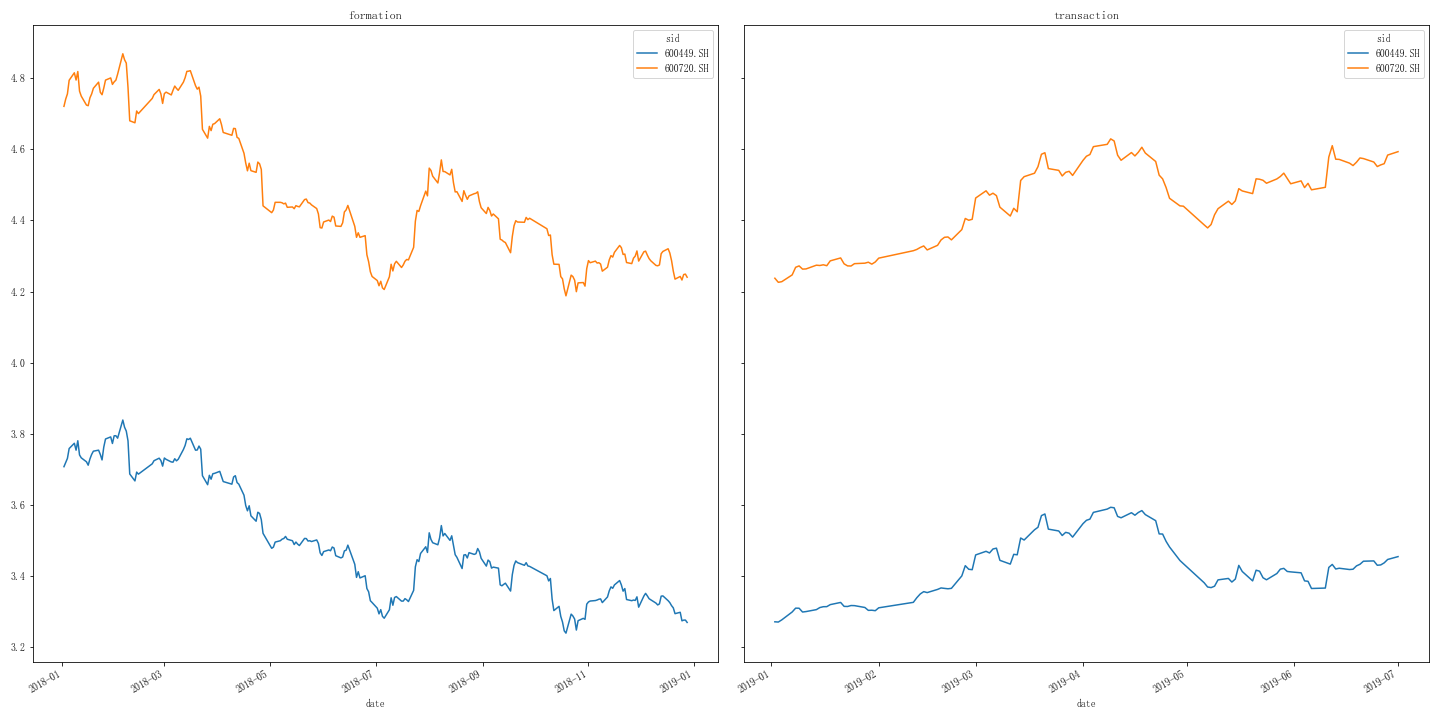 formation
sid
600449.SH
600720.SH
4.8
4.6
4.4
4.2
4.0
3.8
3.6
3.4
3.2
2018-01
2018-03
2018-05
2018-07
2018-09
2018-11
2019-01
date
transaction
sid
600449.SH
600720.SH
2019-01
2019-02
2019-03
2019-04
2019-05
2019-06
2019-07
date